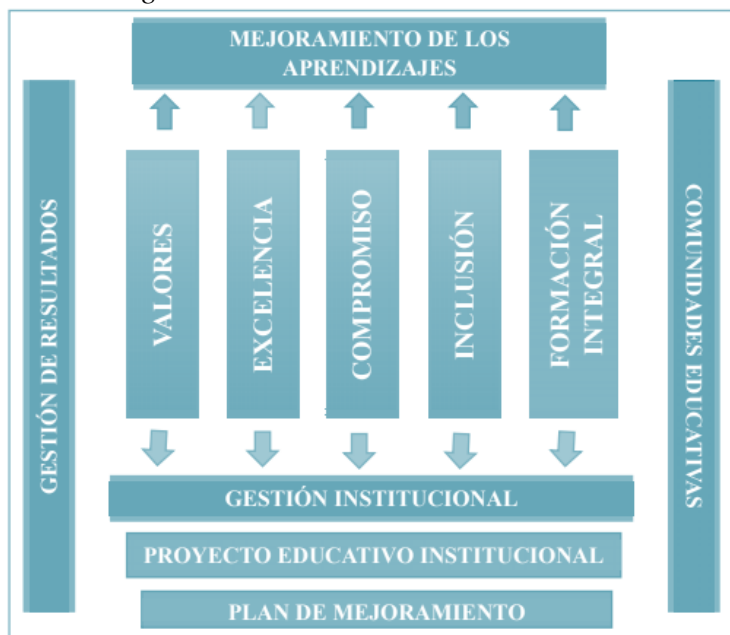 MEJORAMIENTO DE LOS
APRENDIZAJES
GESTIÓN DE RESULTADOS
VALORES
EXCELENCIA
COMPROMISO
INCLUSIÓN
FORMACIÓN
INTEGRAL
COMUNIDADES EDUCATIVAS
GESTIÓN INSTITUCIONAL
PROYECTO EDUCATIVO INSTITUCIONAL
PLAN DE MEJORAMIENTO